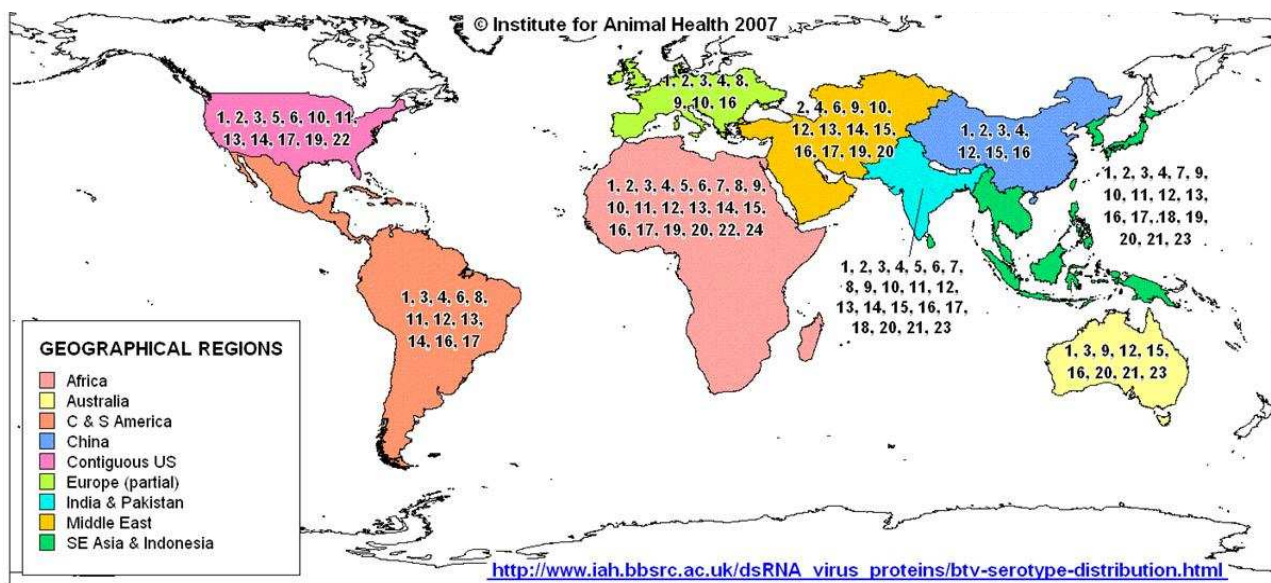 © Institute for Animal Health 2007
1, 2, 3, 5, 6, 10, 11,
13, 14, 17, 19, 22
1, 2, 3, 4, 8,
9, 10, 16
2, 4, 6, 9, 10,
12, 13, 14, 15,
16, 17, 19, 20
1, 2, 3, 4,
12, 15, 16
1, 2, 3, 4, 7, 9,
10, 11, 12, 13,
16, 17, 18, 19,
20, 21, 23
1, 2, 3, 4, 5, 6, 7, 8, 9,
10, 11, 12, 13, 14, 15,
16, 17, 19, 20, 22, 24
1, 2, 3, 4, 5, 6, 7,
8, 9, 10, 11, 12,
13, 14, 15, 16, 17,
18, 20, 21, 23
1, 3, 4, 6, 8,
11, 12, 13,
14, 16, 17
1, 3, 9, 12, 15,
16, 20, 21, 23
GEOGRAPHICAL REGIONS
Africa
Australia
C & S America
China
Contiguous US
Europe (partial)
India & Pakistan
Middle East
SE Asia & Indonesia
http://www.iah.bbsrc.ac.uk/dsRNA_virus_proteins/btv-serotype-distribution.html